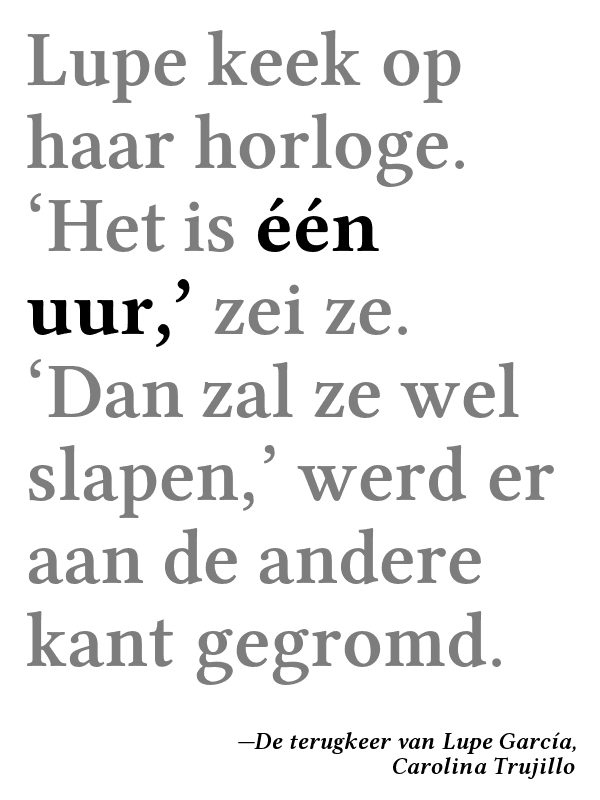 Lupe keek op
haar horloge.
‘Het is één
uur,’ zei ze.
‘Dan zal ze wel
slapen,’ werd er
aan de andere
kant gegromd.
—De terugkeer van Lupe García,
Carolina Trujillo